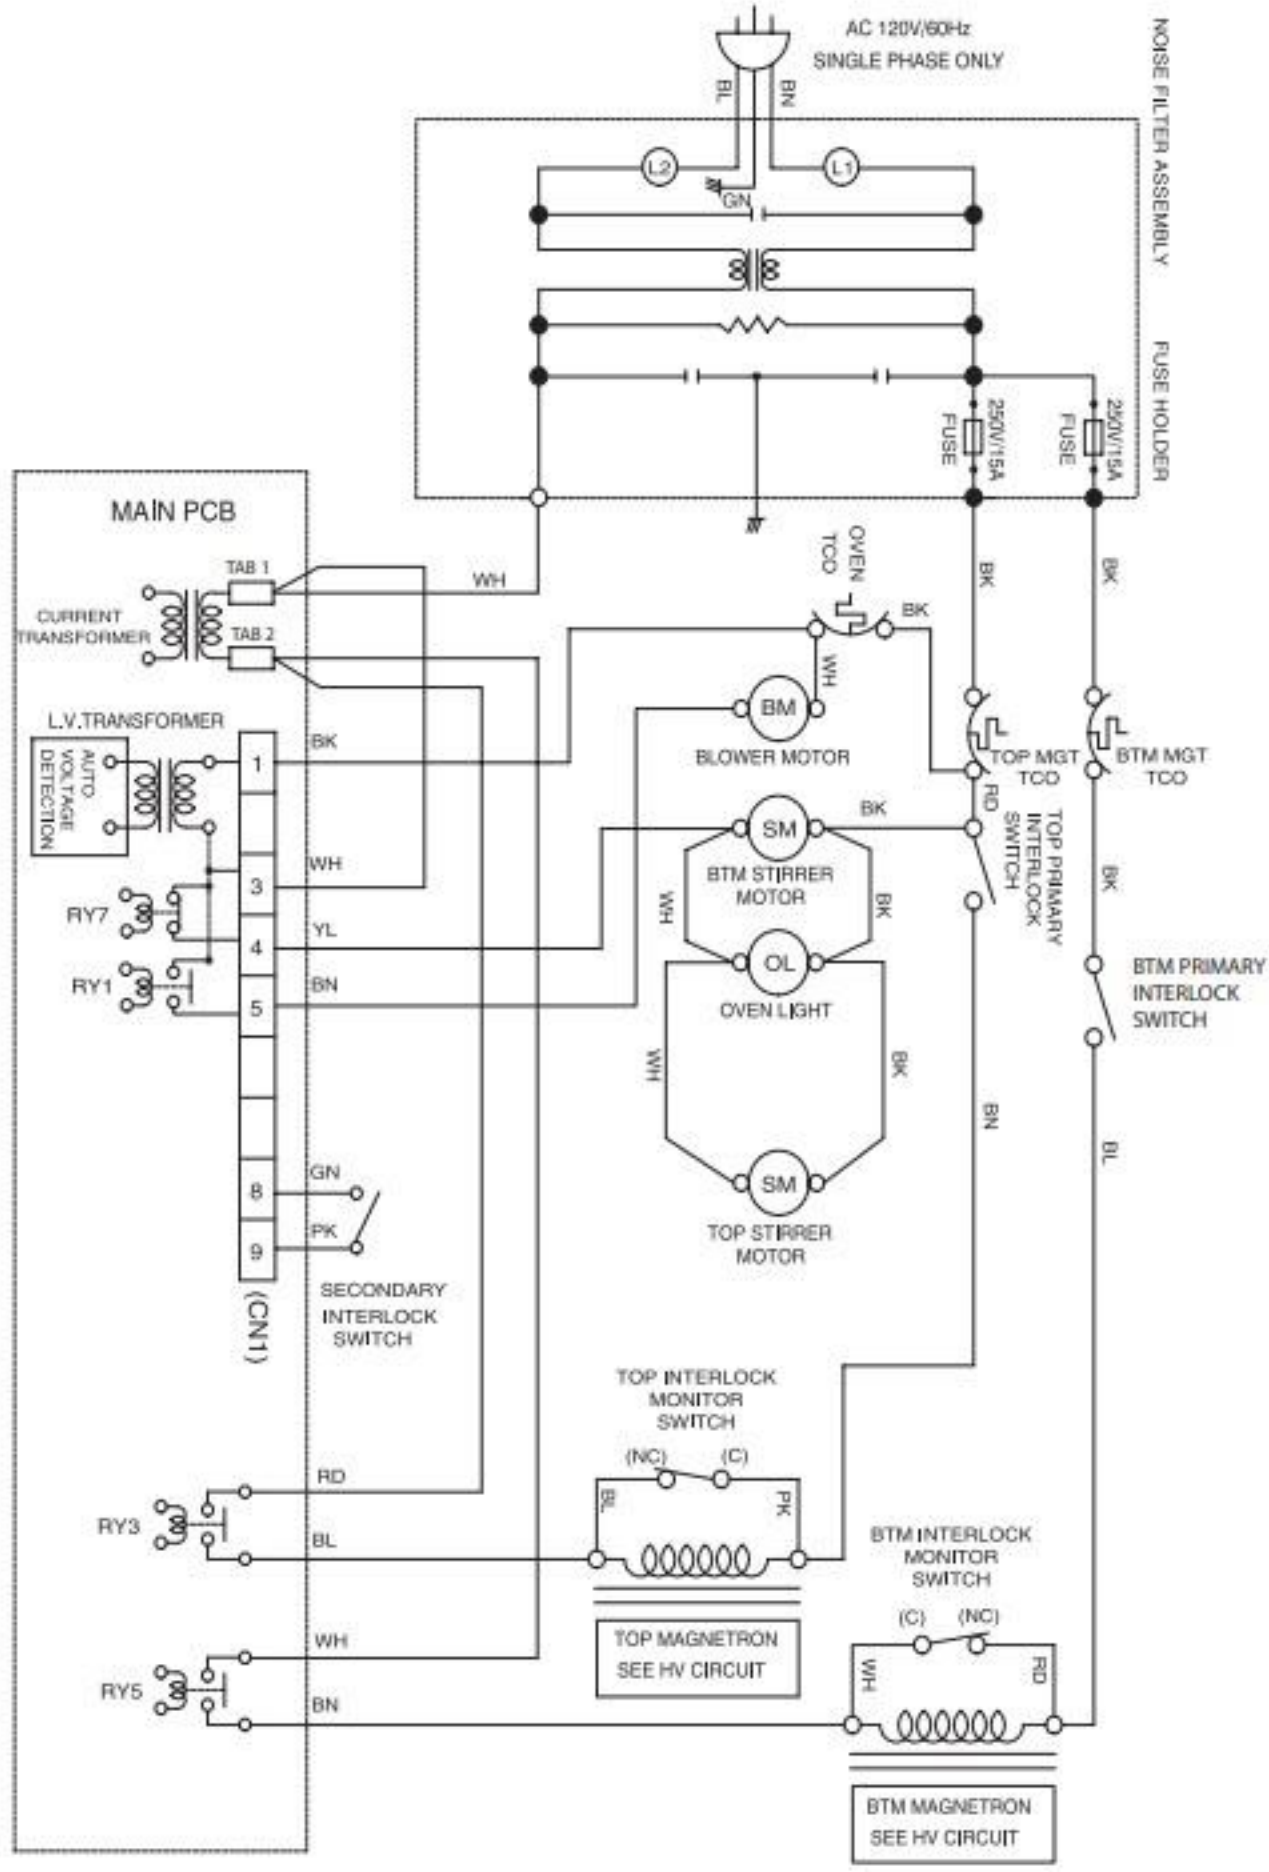 AC 120V/60Hz
SINGLE PHASE ONLY
NOISE FILTER ASSEMBLY
BL
BN
L2
L1
GN
FUSE HOLDER
250V/15A
FUSE
250V/15A
FUSE
MAIN PCB
TAB 1
WH
CURRENT
TRANSFORMER
TAB 2
OVEN
TCO
BK
BK
BK
WH
L.V.TRANSFORMER
AUTO
VOLTAGE
DETECTION
BK
1
BM
BLOWER MOTOR
TOP MGT
TCO
BTM MGT
TCO
RD
TOP PRIMARY
INTERLOCK
SWITCH
BK
SM
BTM STIRRER
MOTOR
WH
3
RY7
YL
4
WH
BK
BK
RY1
BN
5
OL
OVEN LIGHT
BTM PRIMARY
INTERLOCK
SWITCH
WH
BK
BN
BL
GN
8
PK
9
SM
TOP STIRRER
MOTOR
(CN1)
SECONDARY
INTERLOCK
SWITCH
TOP INTERLOCK
MONITOR
SWITCH
(NC) (C)
RD
BL
PK
RY3
BL
BTM INTERLOCK
MONITOR
SWITCH
(C) (NC)
TOP MAGNETRON
SEE HV CIRCUIT
WH
WH
RD
RY5
BN
BTM MAGNETRON
SEE HV CIRCUIT